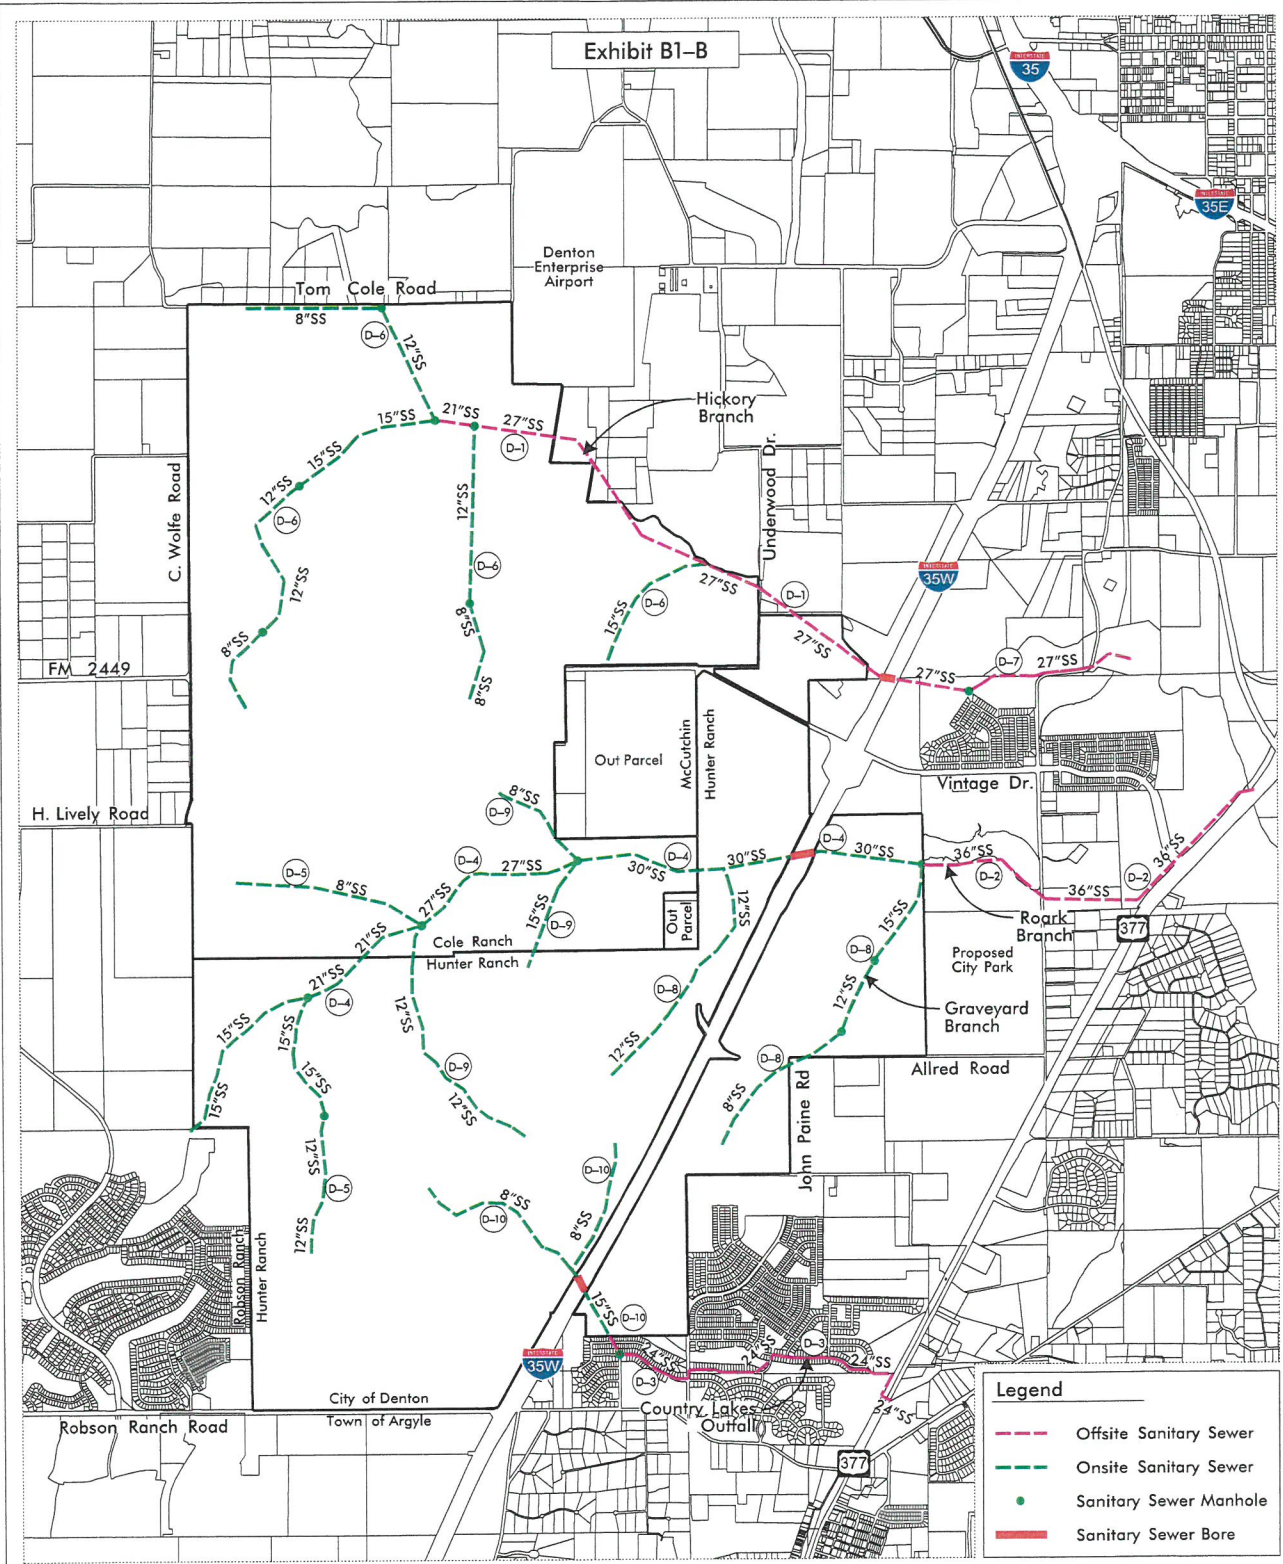 Exhibit B1-B
INTERSTATE
35
INTERSTATE
35E
Denton
Enterprise
Airport
Tom Cole Road
8"SS
D-6
12"SS
Hickory
Branch
15"SS
21"SS
27"SS
D-1
15"SS
12"SS
D-6
12"SS
C. Wolfe Road
12"SS
D-6
8"SS
8"SS
8"SS
FM 2449
15"SS
D-6
27"SS
Underwood Dr.
D-1
27"SS
INTERSTATE
35W
27"SS
D-7
27"SS
Out Parcel
McCutchin
Hunter Ranch
Vintage Dr.
H. Lively Road
8"SS
D-9
D-4
27"SS
30"SS
D-4
30"SS
D-4
30"SS
36"SS
D-2
36"SS
D-2
36"SS
D-5
8"SS
27"SS
15"SS
D-9
Out
Parcel
12"SS
15"SS
Roark
Branch
377
21"SS
Cole Ranch
Hunter Ranch
D-8
Proposed
City Park
21"SS
D-4
D-8
12"SS
Graveyard
Branch
15"SS
15"SS
12"SS
12"SS
D-8
Allred Road
15"SS
15"SS
D-9
12"SS
8"SS
John Paine Rd
12"SS
D-5
12"SS
D-10
8"SS
D-10
8"SS
Robson Ranch
Hunter Ranch
15"SS
D-10
INTERSTATE
35W
24"SS
D-3
24"SS
D-3
24"SS
24"SS
Country Lakes
Outfall
City of Denton
Town of Argyle
Robson Ranch Road
377
Legend
Offsite Sanitary Sewer
Onsite Sanitary Sewer
Sanitary Sewer Manhole
Sanitary Sewer Bore